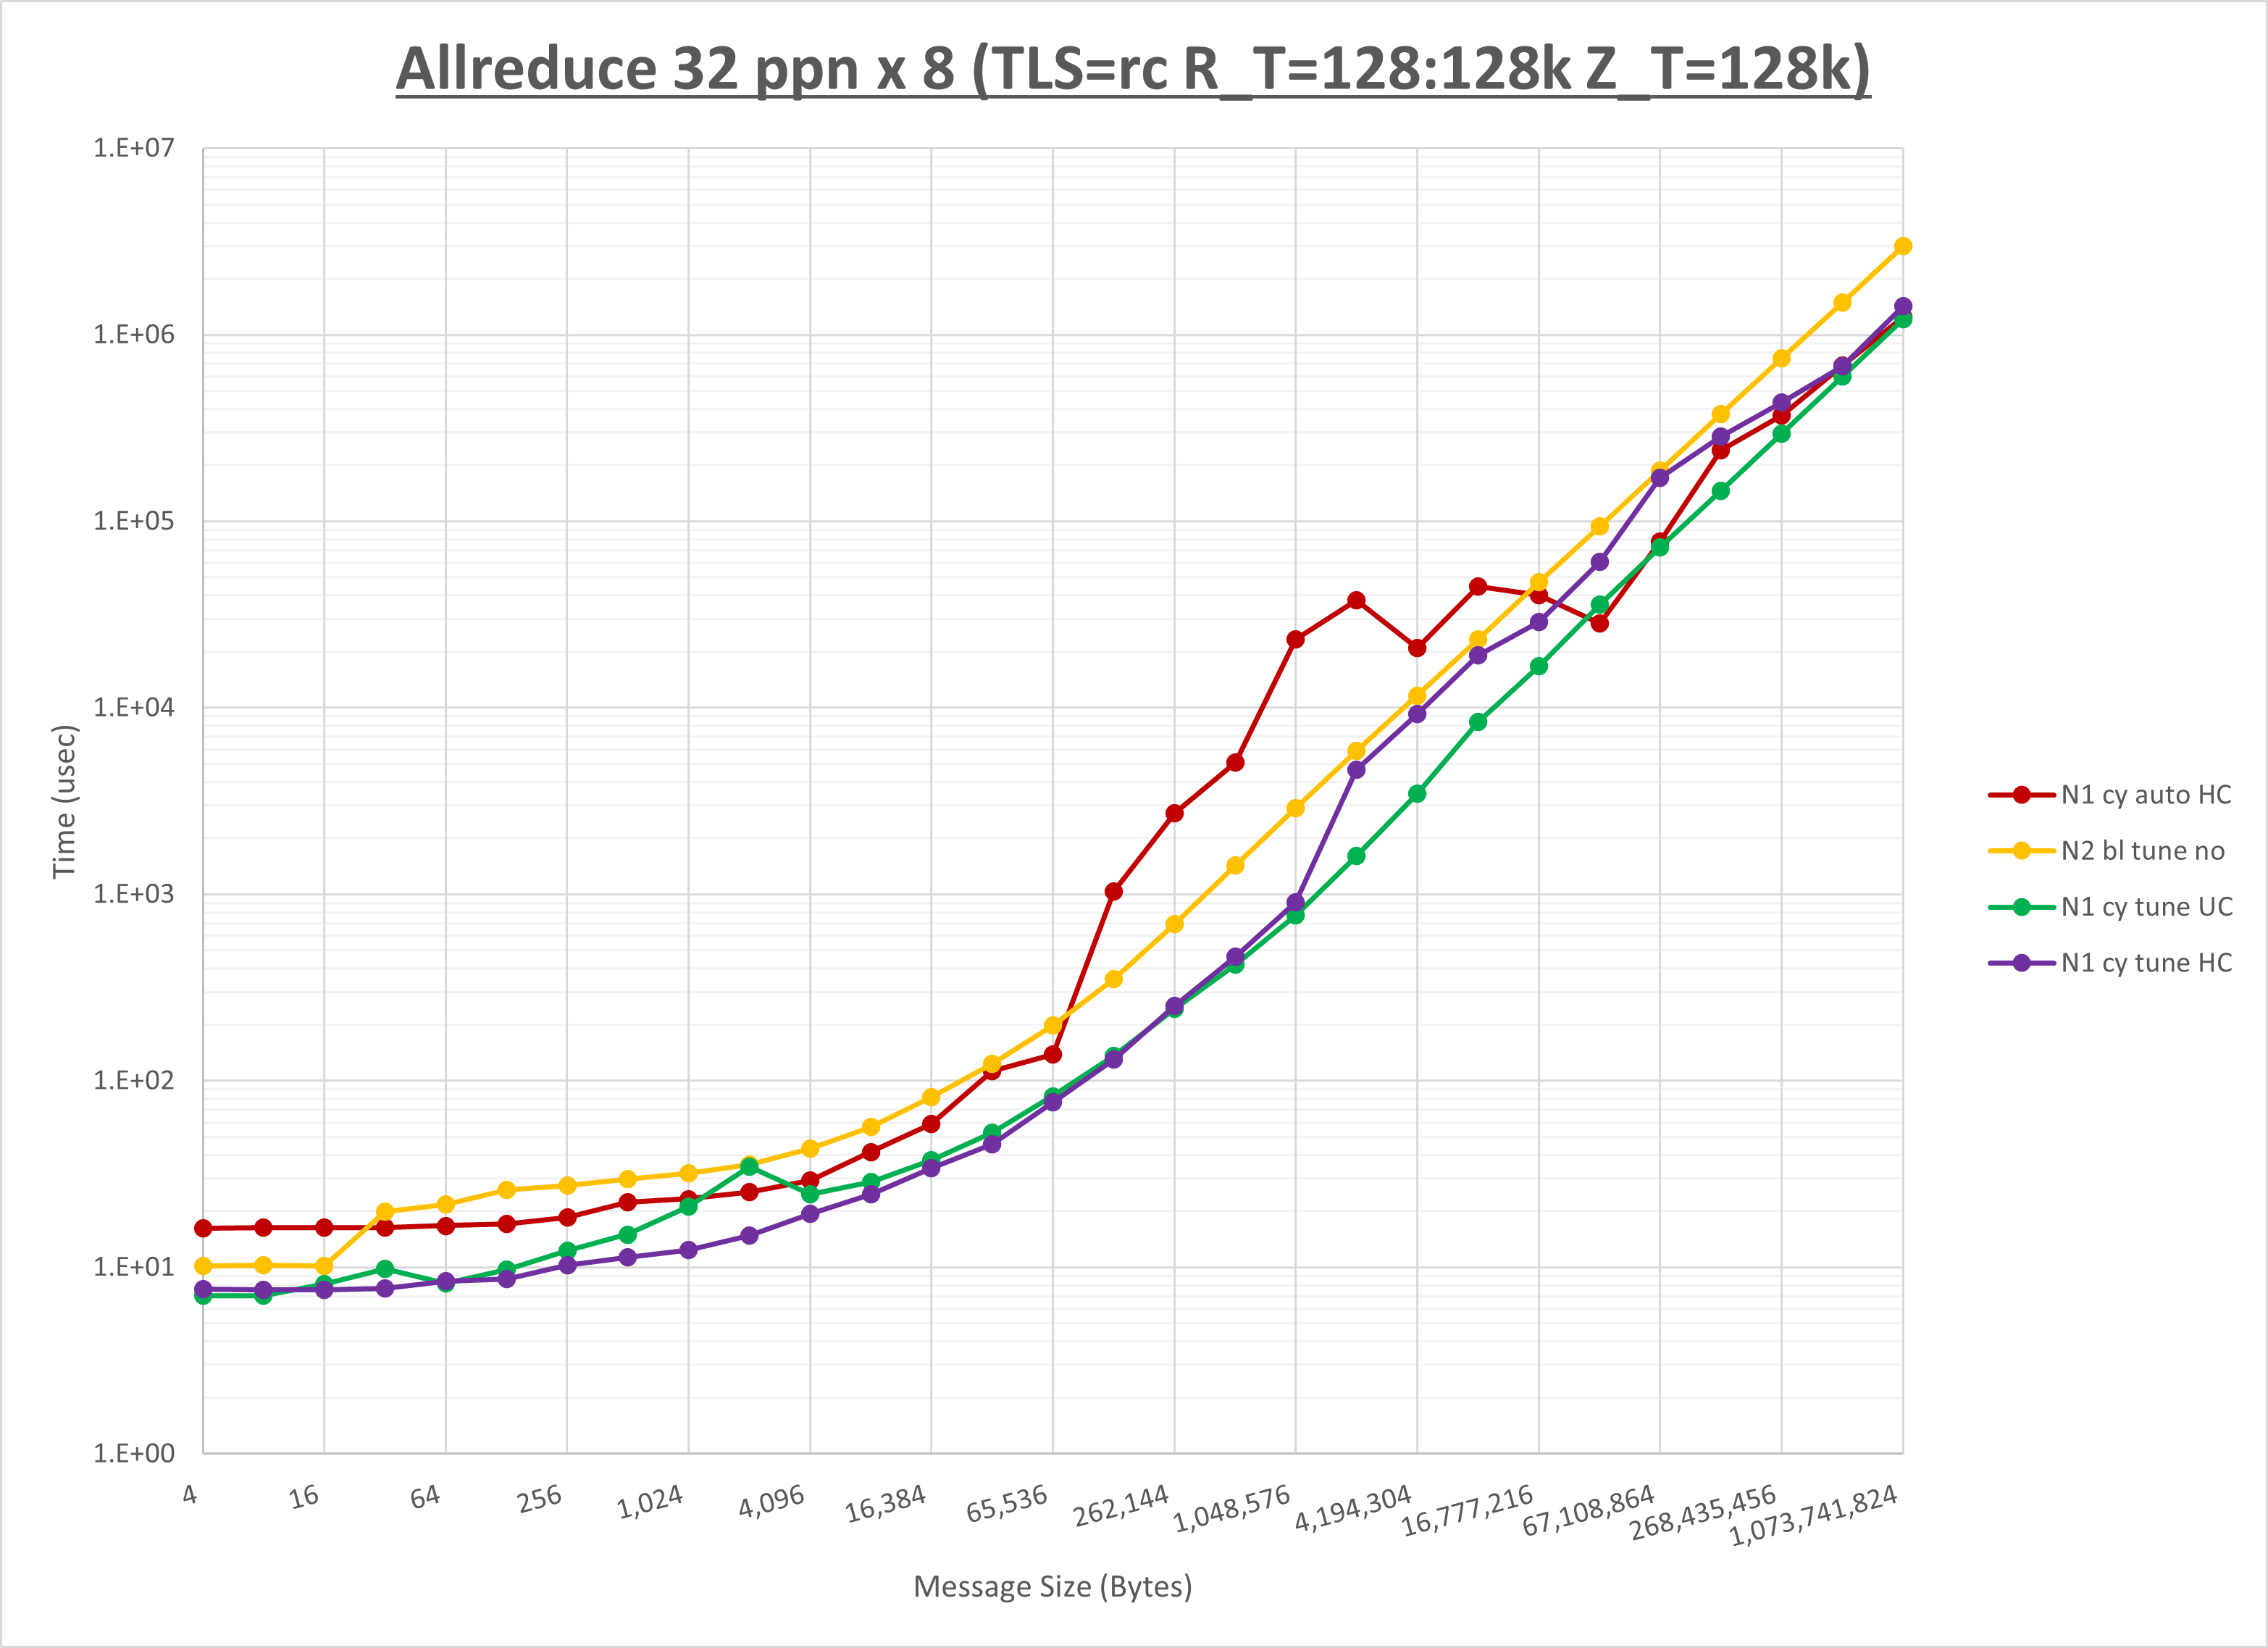 Allreduce 32 ppn x 8 (TLS=rc R_T=128:128k Z_T=128k)
1.E+07
1.E+06
1.E+05
1.E+04
1.E+03
1.E+02
1.E+01
1.E+00
Time (usec)
4
16
64
256
1,024
4,096
16,384
65,536
262,144
1,048,576
4,194,304
16,777,216
67,108,864
268,435,456
1,073,741,824
Message Size (Bytes)
N1 cy auto HC
N2 bl tune no
N1 cy tune UC
N1 cy tune HC